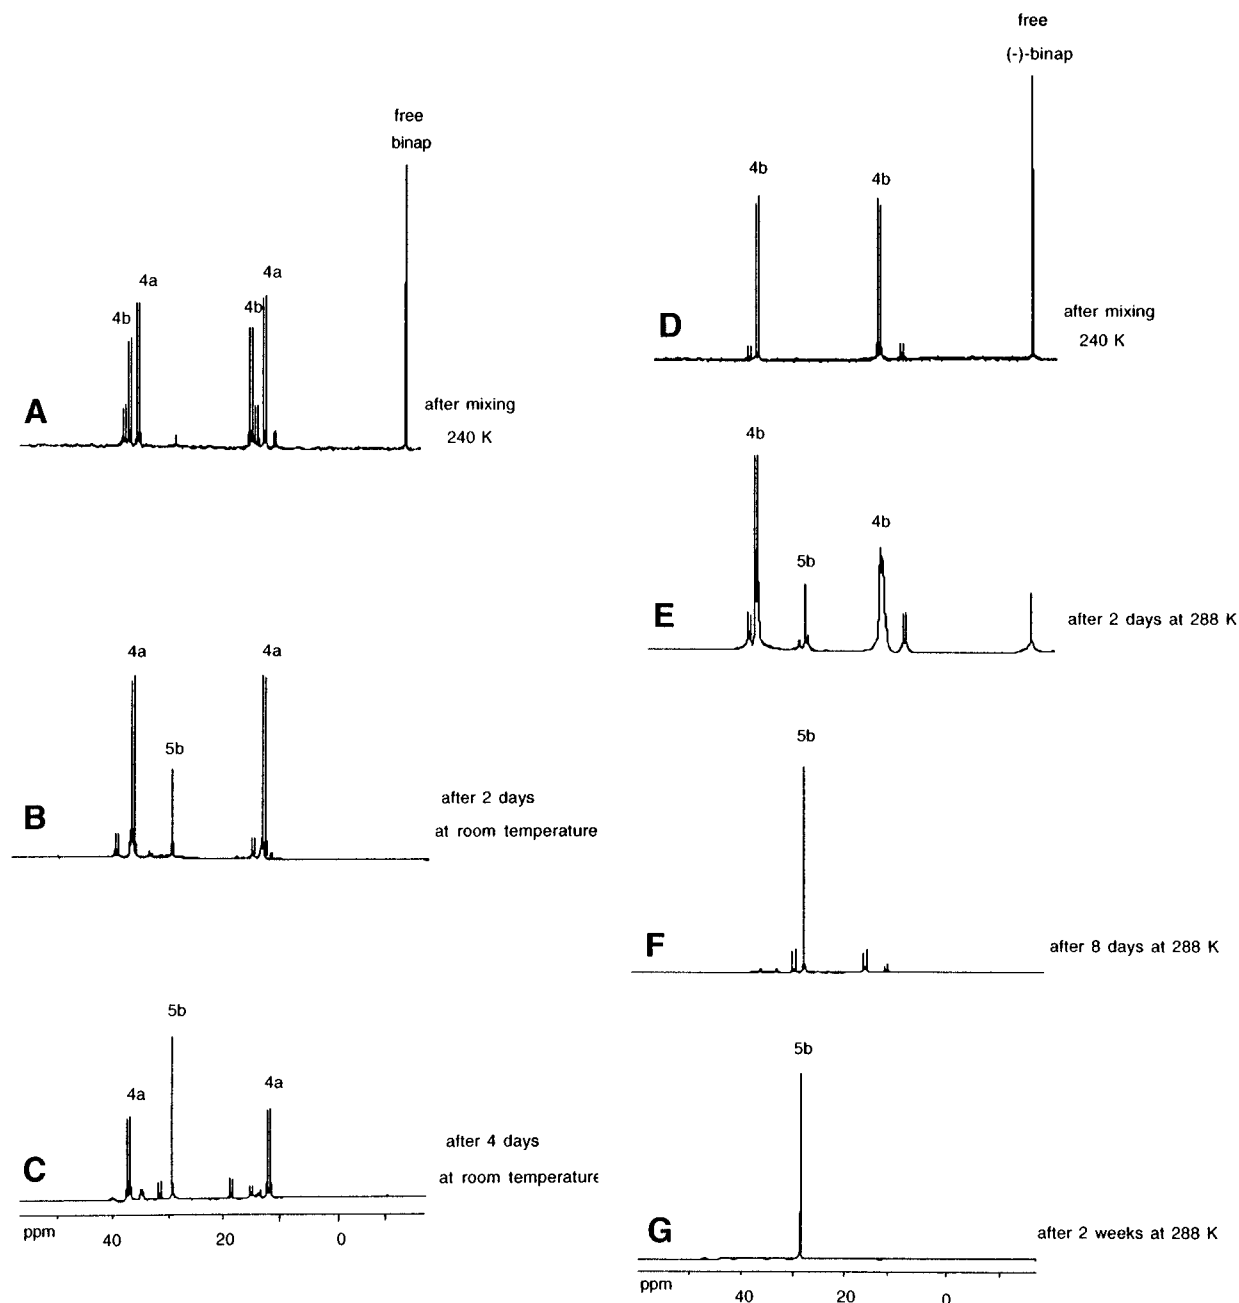 free
binap
4a
4a
4b
4b
A
after mixing
240 K
4a
4a
5b
B
after 2 days
at room temperature
5b
4a
4a
C
after 4 days
at room temperature
ppm
40
20
0
free
(-)-binap
4b
4b
D
after mixing
240 K
4b
4b
5b
E
after 2 days at 288 K
5b
F
after 8 days at 288 K
5b
G
after 2 weeks at 288 K
ppm
40
20
0